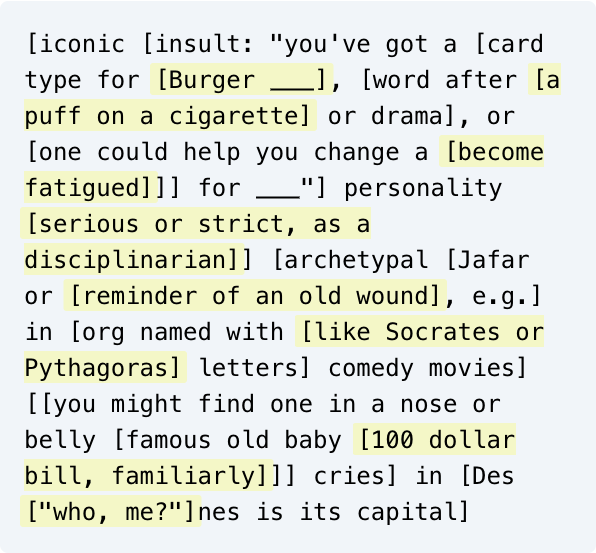 [iconic [insult: "you've got a [card
type for [Burger ___], [word after [a
puff on a cigarette] or drama], or
[one could help you change a [become
fatigued]]] for ___"] personality
[serious or strict, as a
disciplinarian]] [archetypal [Jafar
or [reminder of an old wound], e.g.]
in [org named with [like Socrates or
Pythagoras] letters] comedy movies]
[[you might find one in a nose or
belly [famous old baby [100 dollar
bill, familiarly]]] cries] in [Des
["who, me?"]nes is its capital]